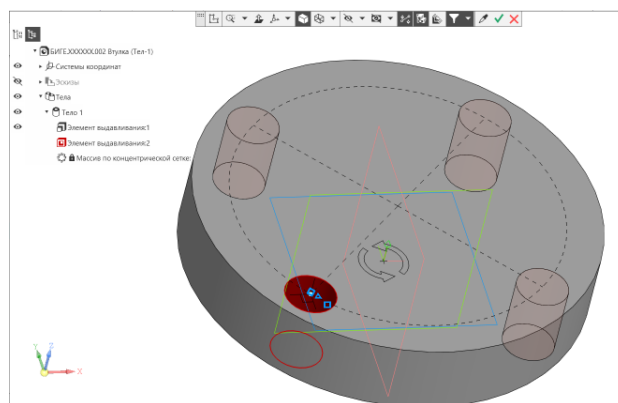 БИГЕ.XXXXXX.002 Втулка (Тел-1)
Системы координат
Эскизы
Тела
Тело 1
Элемент выдавливания:1
Элемент выдавливания:2
Массив по концентрической сетке:
Y
Z
X